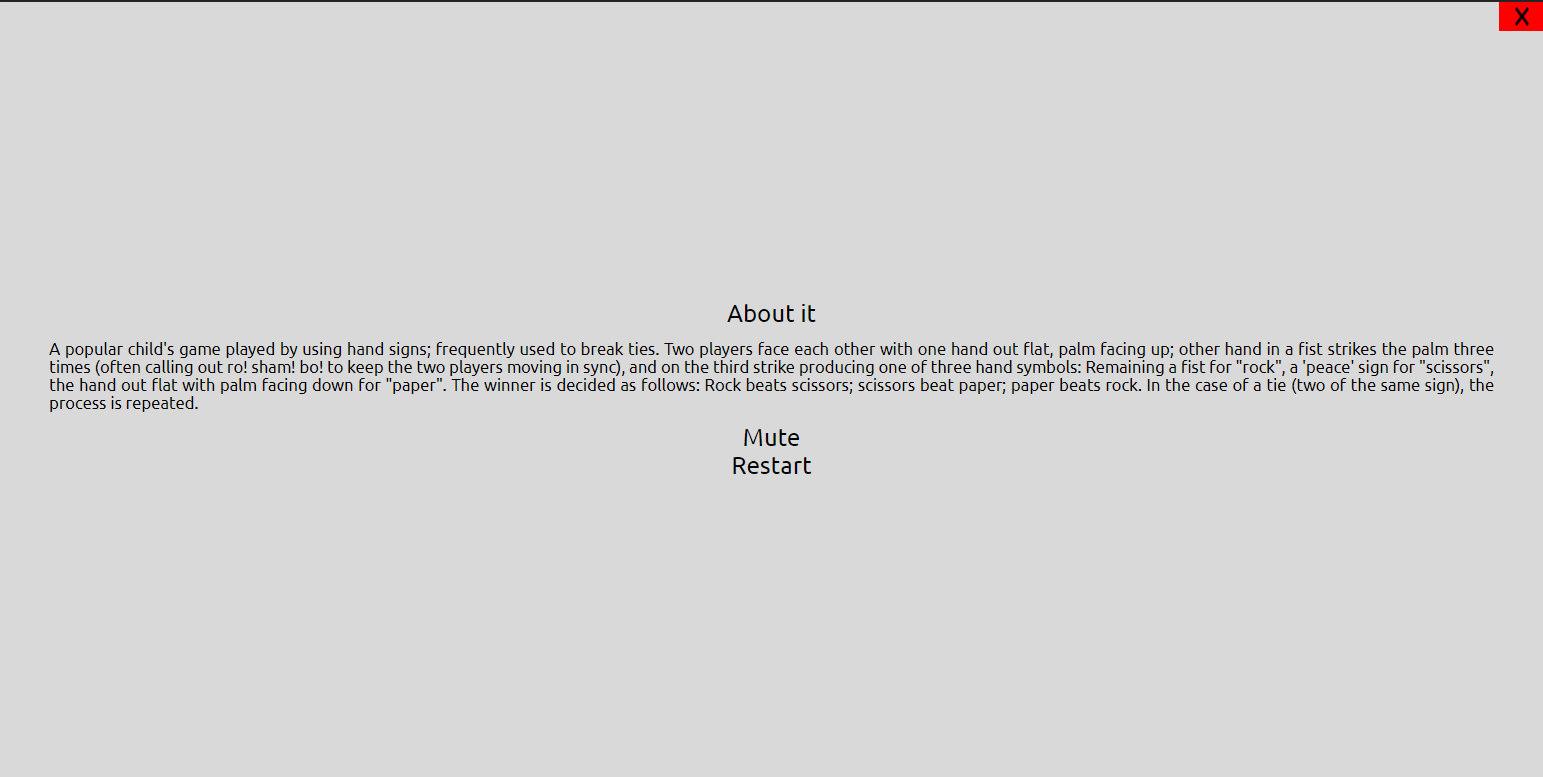 X
About it
A popular child's game played by using hand signs; frequently used to break ties. Two players face each other with one hand out flat, palm facing up; other hand in a fist strikes the palm three
times (often calling out ro! sham! bo! to keep the two players moving in sync), and on the third strike producing one of three hand symbols: Remaining a fist for "rock", a 'peace' sign for "scissors",
the hand out flat with palm facing down for "paper". The winner is decided as follows: Rock beats scissors; scissors beat paper; paper beats rock. In the case of a tie (two of the same sign), the
process is repeated.
Mute
Restart